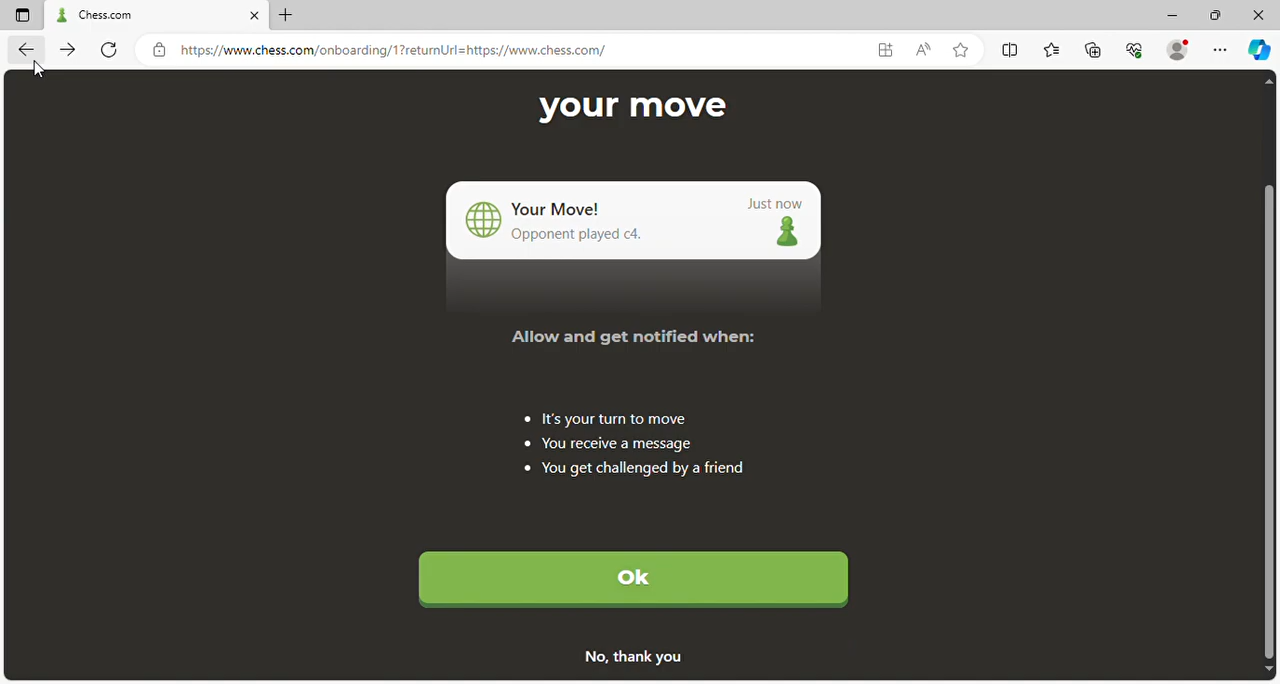 Chess.com
https://www.chess.com/onboarding/1?returnUrl=https://www.chess.com/
your move
Your Move!
Just now
Opponent played c4.
Allow and get notified when:
It's your turn to move
You receive a message
You get challenged by a friend
Ok
No, thank you